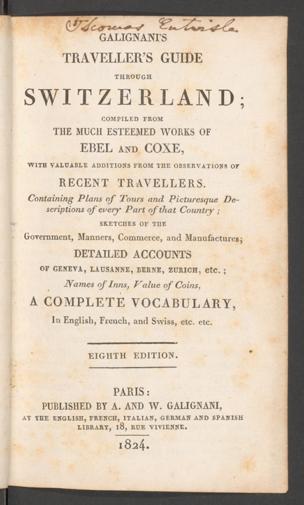 Thomas Entwisle
GALIGNANI'S
TRAVELLER'S GUIDE
THROUGH
SWITZERLAND;
COMPILED FROM
THE MUCH ESTEEMED WORKS OF
EBEL AND COXE,
WITH VALUABLE ADDITIONS FROM THE OBSERVATIONS OF
RECENT TRAVELLERS.
Containing Plans of Tours and Picturesque De-
scriptions of every Part of that Country;
SKETCHES OF THE
Government, Manners, Commerce, and Manufactures;
DETAILED ACCOUNTS
OF GENEVA, LAUSANNE, BERNE, ZURICH, etc.;
Names of Inns, Value of Coins,
A COMPLETE VOCABULARY,
In English, French, and Swiss, etc. etc.
EIGHTH EDITION.
PARIS:
PUBLISHED BY A. AND W. GALIGNANI,
AT THE ENGLISH, FRENCH, ITALIAN, GERMAN AND SPANISH
LIBRARY, 18, RUE VIVIENNE.
1824.